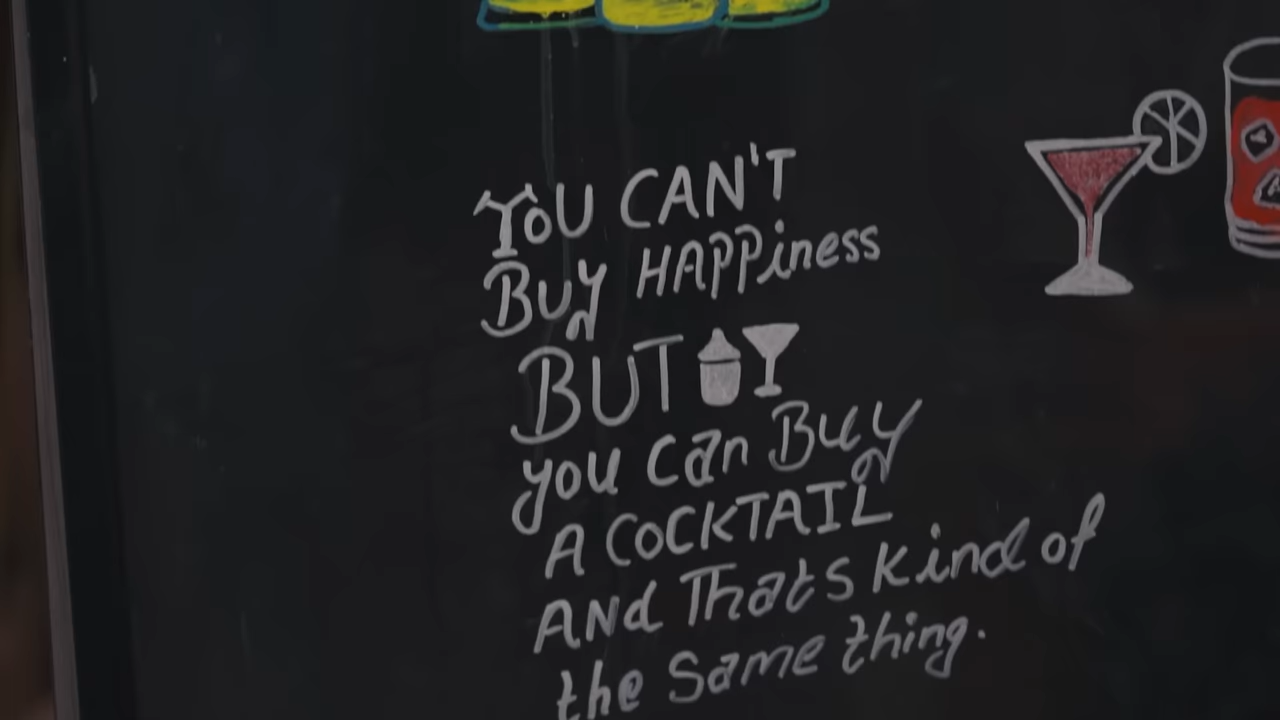 YOU CAN'T
BUY HAPPiness
BUT
you can Buy
A COCKTAIL
AND Thats kind of
the Same thing.